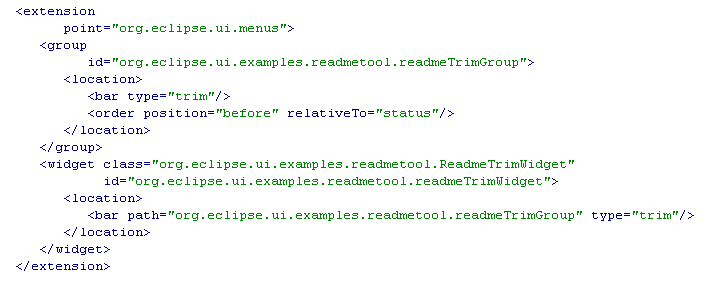 <extension
point="org.eclipse.ui.menus">
<group
id="org.eclipse.ui.examples.readmetool.readmeTrimGroup">
<location>
<bar type="trim"/>
<order position="before" relativeTo="status"/>
</location>
</group>
<widget class="org.eclipse.ui.examples.readmetool.ReadmeTrimWidget"
id="org.eclipse.ui.examples.readmetool.readmeTrimWidget">
<location>
<bar path="org.eclipse.ui.examples.readmetool.readmeTrimGroup" type="trim"/>
</location>
</widget>
</extension>